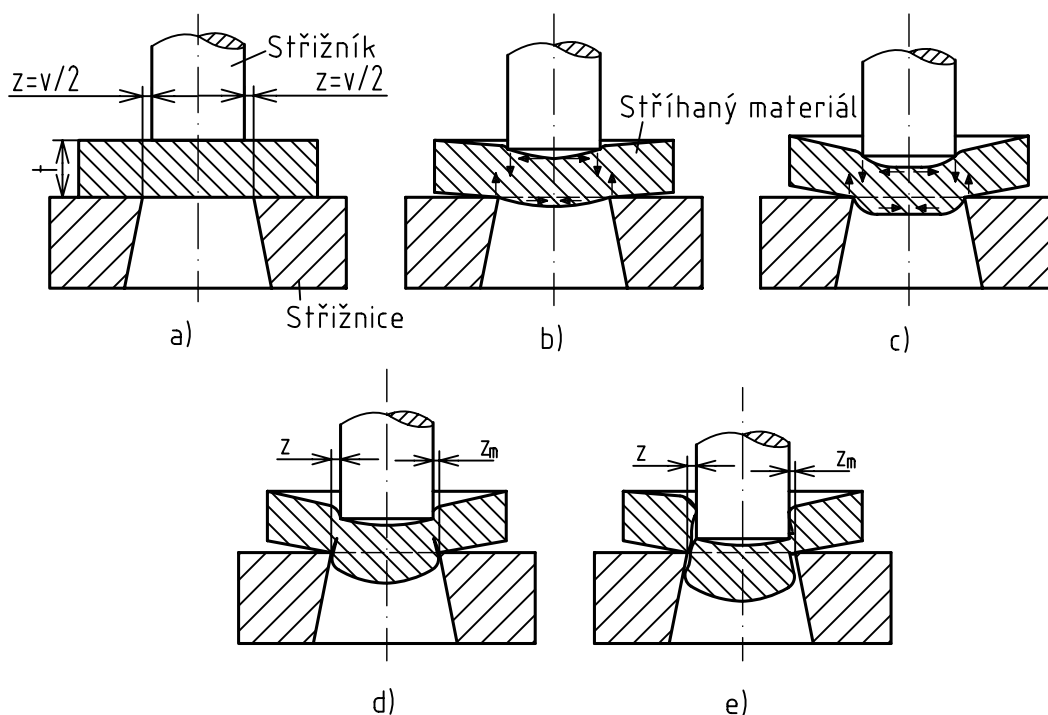 Střižník
z=v/2
z=v/2
Stříhaný materiál
t
Střižnice
a)
b)
c)
z
zm
z
zm
d)
e)